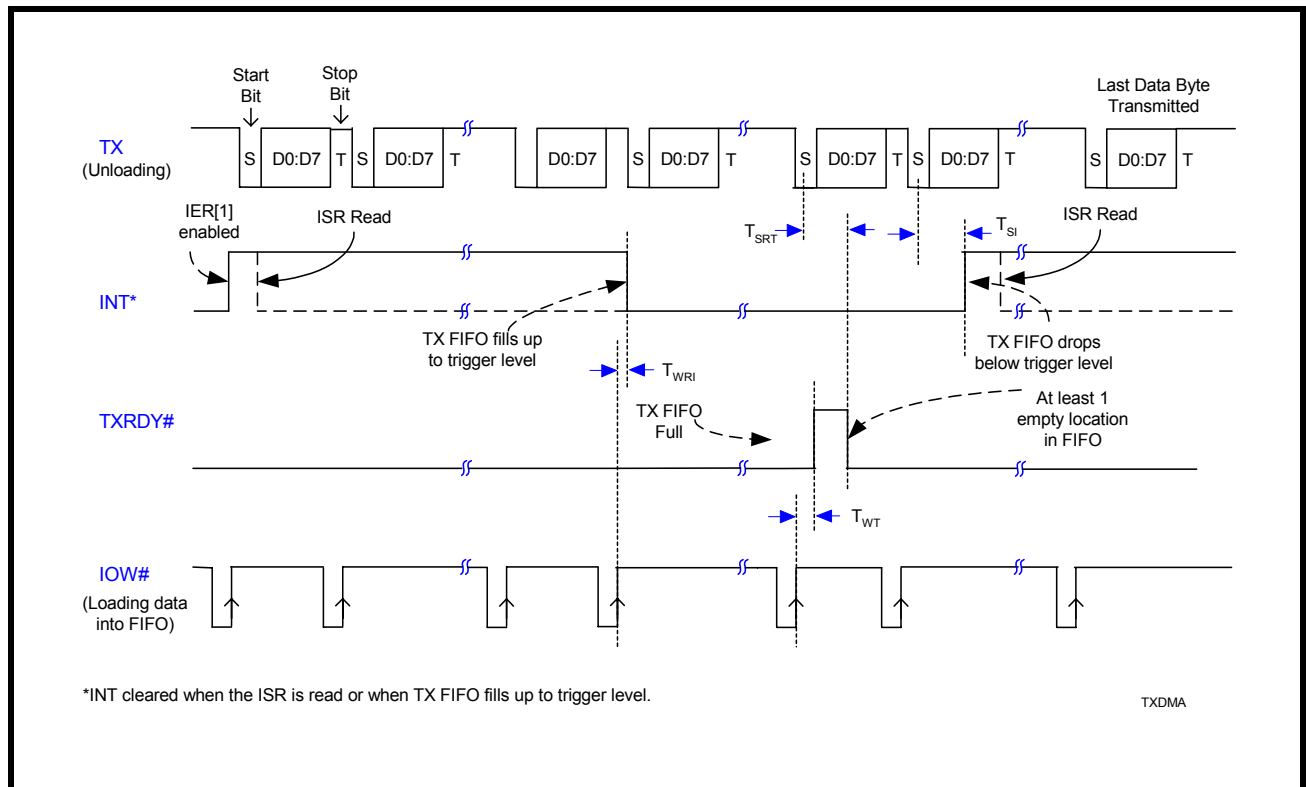 Start
Bit
Stop
Bit
Last Data Byte
Transmitted
TX
(Unloading)
S D0:D7 T S D0:D7 T D0:D7 S D0:D7 T S D0:D7 T S D0:D7 T S D0:D7 T
IER[1]
enabled
ISR Read
TSRT
TSI
ISR Read
INT*
TX FIFO fills up
to trigger level
TX FIFO drops
below trigger level
TWRI
TXRDY#
TX FIFO
Full
At least 1
empty location
in FIFO
TWT
IOW#
(Loading data
into FIFO)
*INT cleared when the ISR is read or when TX FIFO fills up to trigger level.
TXDMA